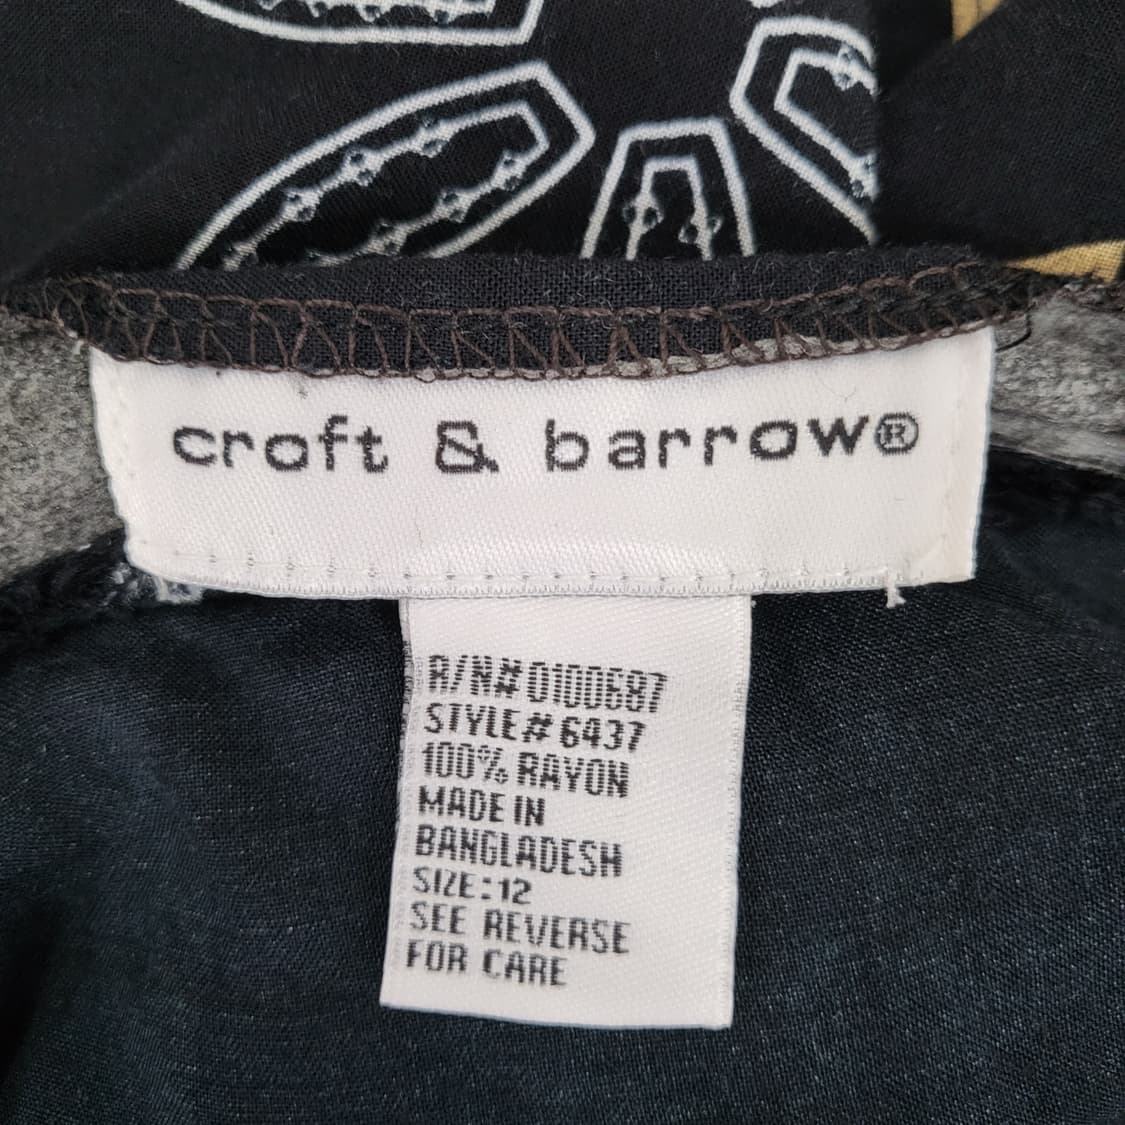 croft & barrow®
R/N# 0100687
STYLE# 6437
100% RAYON
MADE IN
BANGLADESH
SIZE: 12
SEE REVERSE
FOR CARE